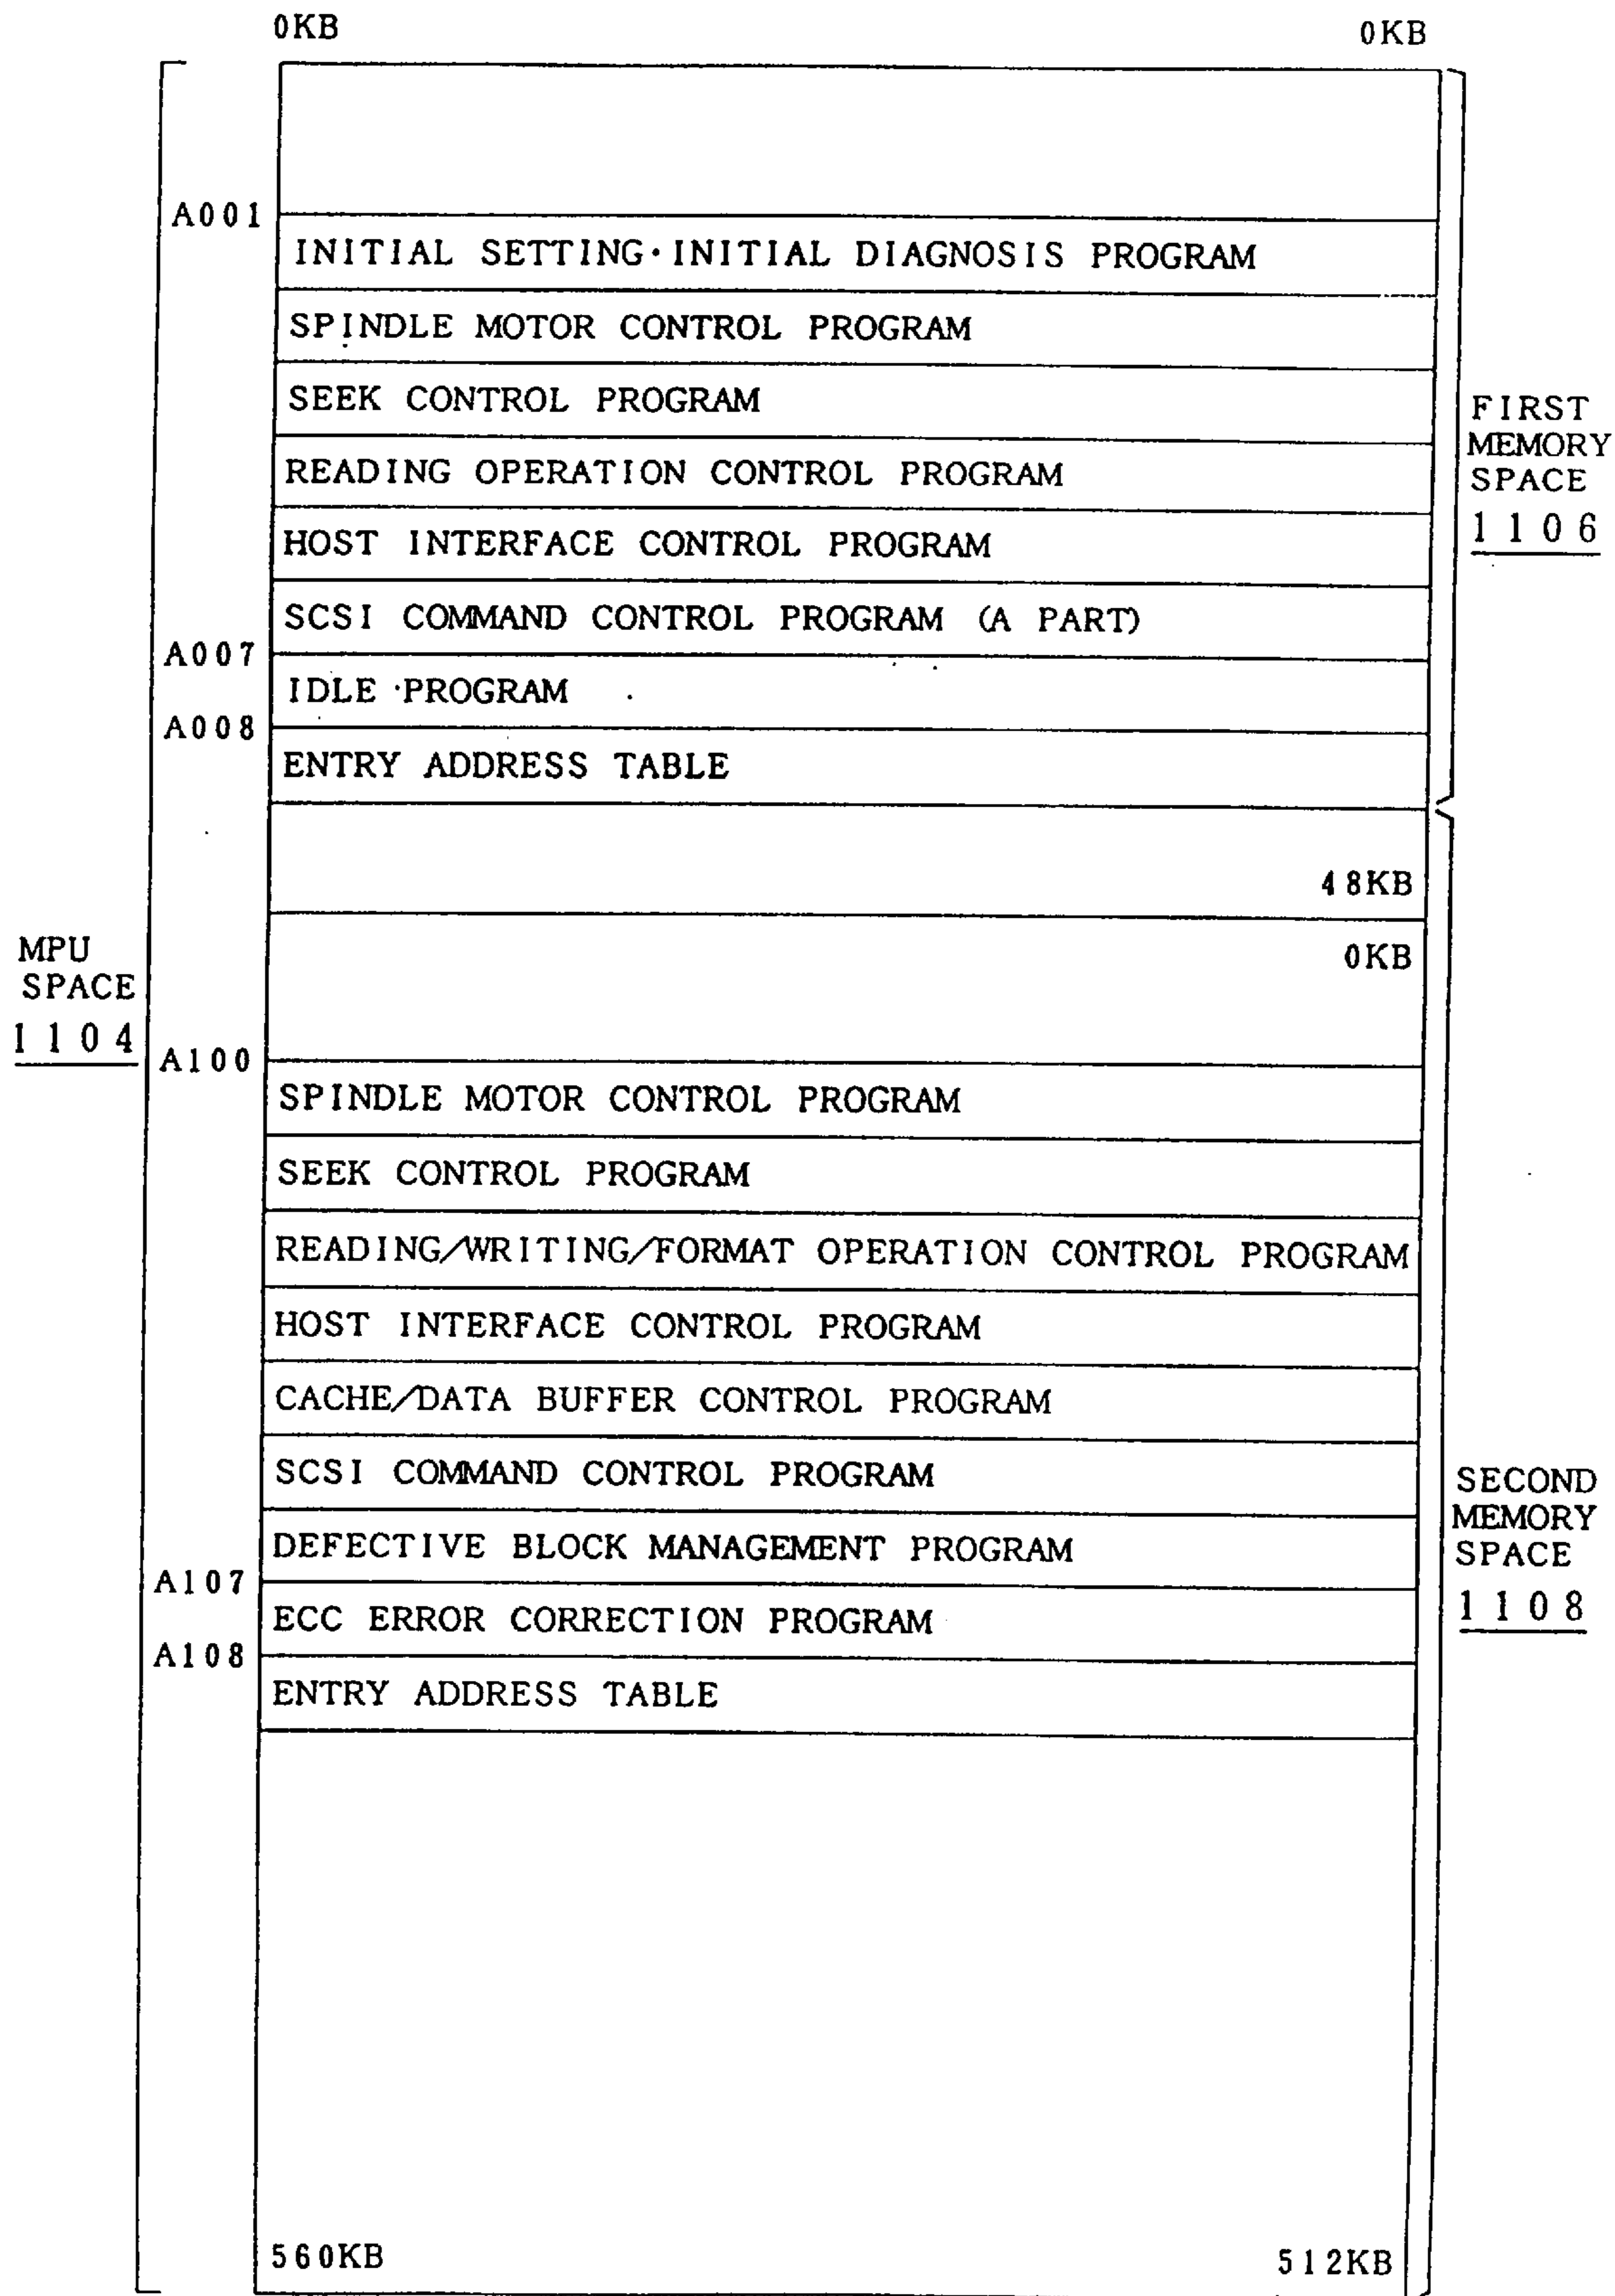 0KB
0KB
A001
INITIAL SETTING·INITIAL DIAGNOSIS PROGRAM
SPINDLE MOTOR CONTROL PROGRAM
SEEK CONTROL PROGRAM
READING OPERATION CONTROL PROGRAM
HOST INTERFACE CONTROL PROGRAM
SCSI COMMAND CONTROL PROGRAM (A PART)
A007
IDLE PROGRAM
A008
ENTRY ADDRESS TABLE
FIRST
MEMORY
SPACE
1106
48KB
0KB
MPU
SPACE
1104
A100
SPINDLE MOTOR CONTROL PROGRAM
SEEK CONTROL PROGRAM
READING/WRITING/FORMAT OPERATION CONTROL PROGRAM
HOST INTERFACE CONTROL PROGRAM
CACHE/DATA BUFFER CONTROL PROGRAM
SCSI COMMAND CONTROL PROGRAM
DEFECTIVE BLOCK MANAGEMENT PROGRAM
A107
ECC ERROR CORRECTION PROGRAM
A108
ENTRY ADDRESS TABLE
SECOND
MEMORY
SPACE
1108
560KB
512KB